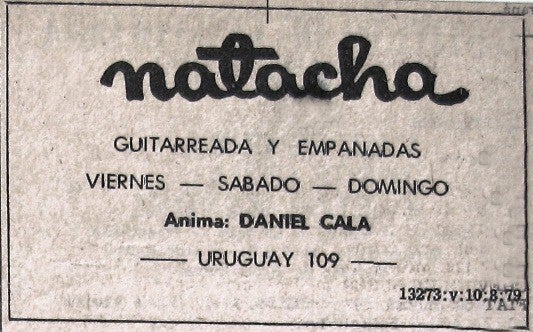 natacha
GUITARREADA Y EMPANADAS
VIERNES — SABADO — DOMINGO
Anima: DANIEL CALA
— URUGUAY 109 —
13273:v:10:8:79